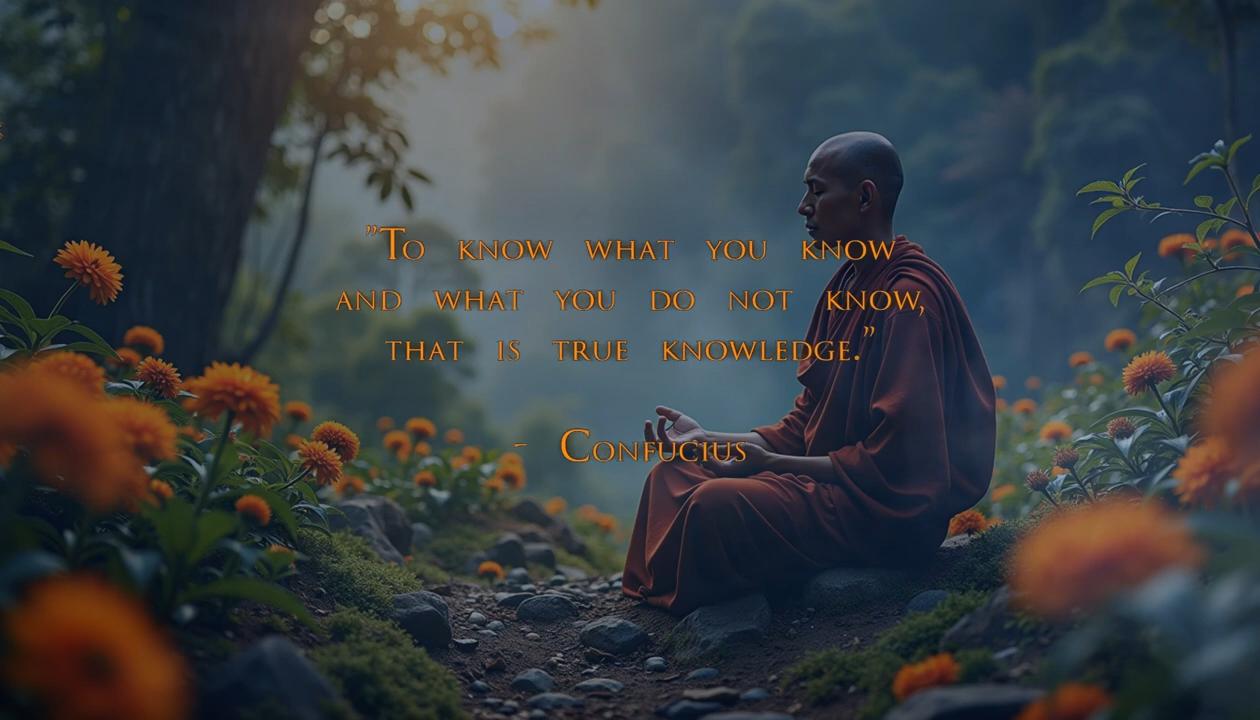 "To know what you know
and what you do not know,
that is true knowledge."
- Confucius